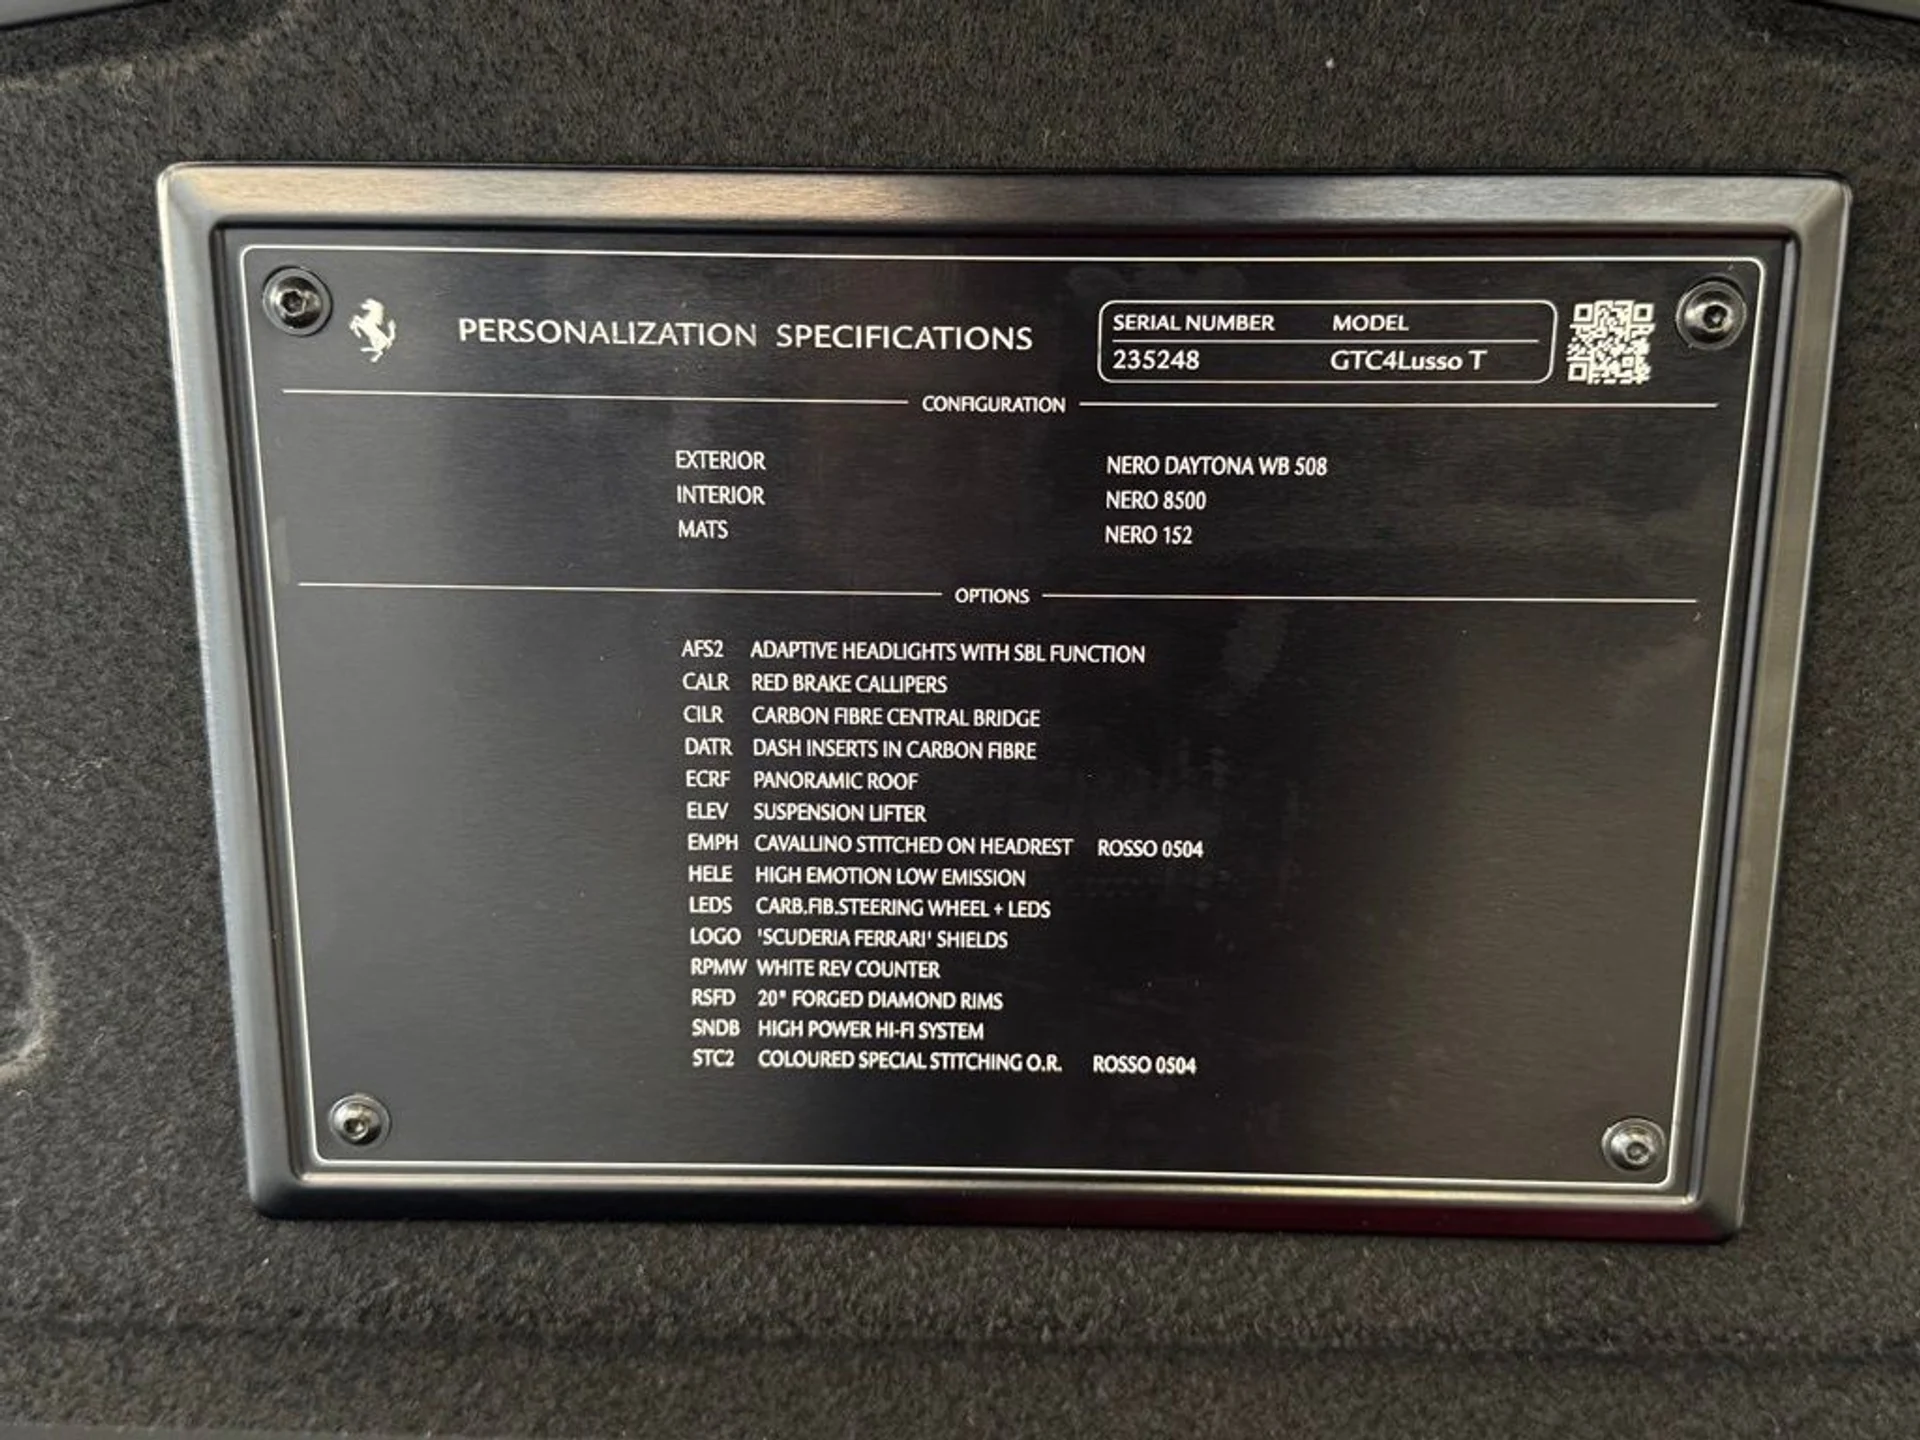 PERSONALIZATION SPECIFICATIONS
SERIAL NUMBER MODEL
235248 GTC4Lusso T
CONFIGURATION
EXTERIOR NERO DAYTONA WB 508
INTERIOR NERO 8500
MATS NERO 152
OPTIONS
AFS2 ADAPTIVE HEADLIGHTS WITH SBL FUNCTION
CALR RED BRAKE CALLIPERS
CILR CARBON FIBRE CENTRAL BRIDGE
DATR DASH INSERTS IN CARBON FIBRE
ECRF PANORAMIC ROOF
ELEV SUSPENSION LIFTER
EMPH CAVALLINO STITCHED ON HEADREST ROSSO 0504
HELE HIGH EMOTION LOW EMISSION
LEDS CARB.FIB.STEERING WHEEL + LEDS
LOGO 'SCUDERIA FERRARI' SHIELDS
RPMW WHITE REV COUNTER
RSFD 20" FORGED DIAMOND RIMS
SNDB HIGH POWER HI-FI SYSTEM
STC2 COLOURED SPECIAL STITCHING O.R. ROSSO 0504